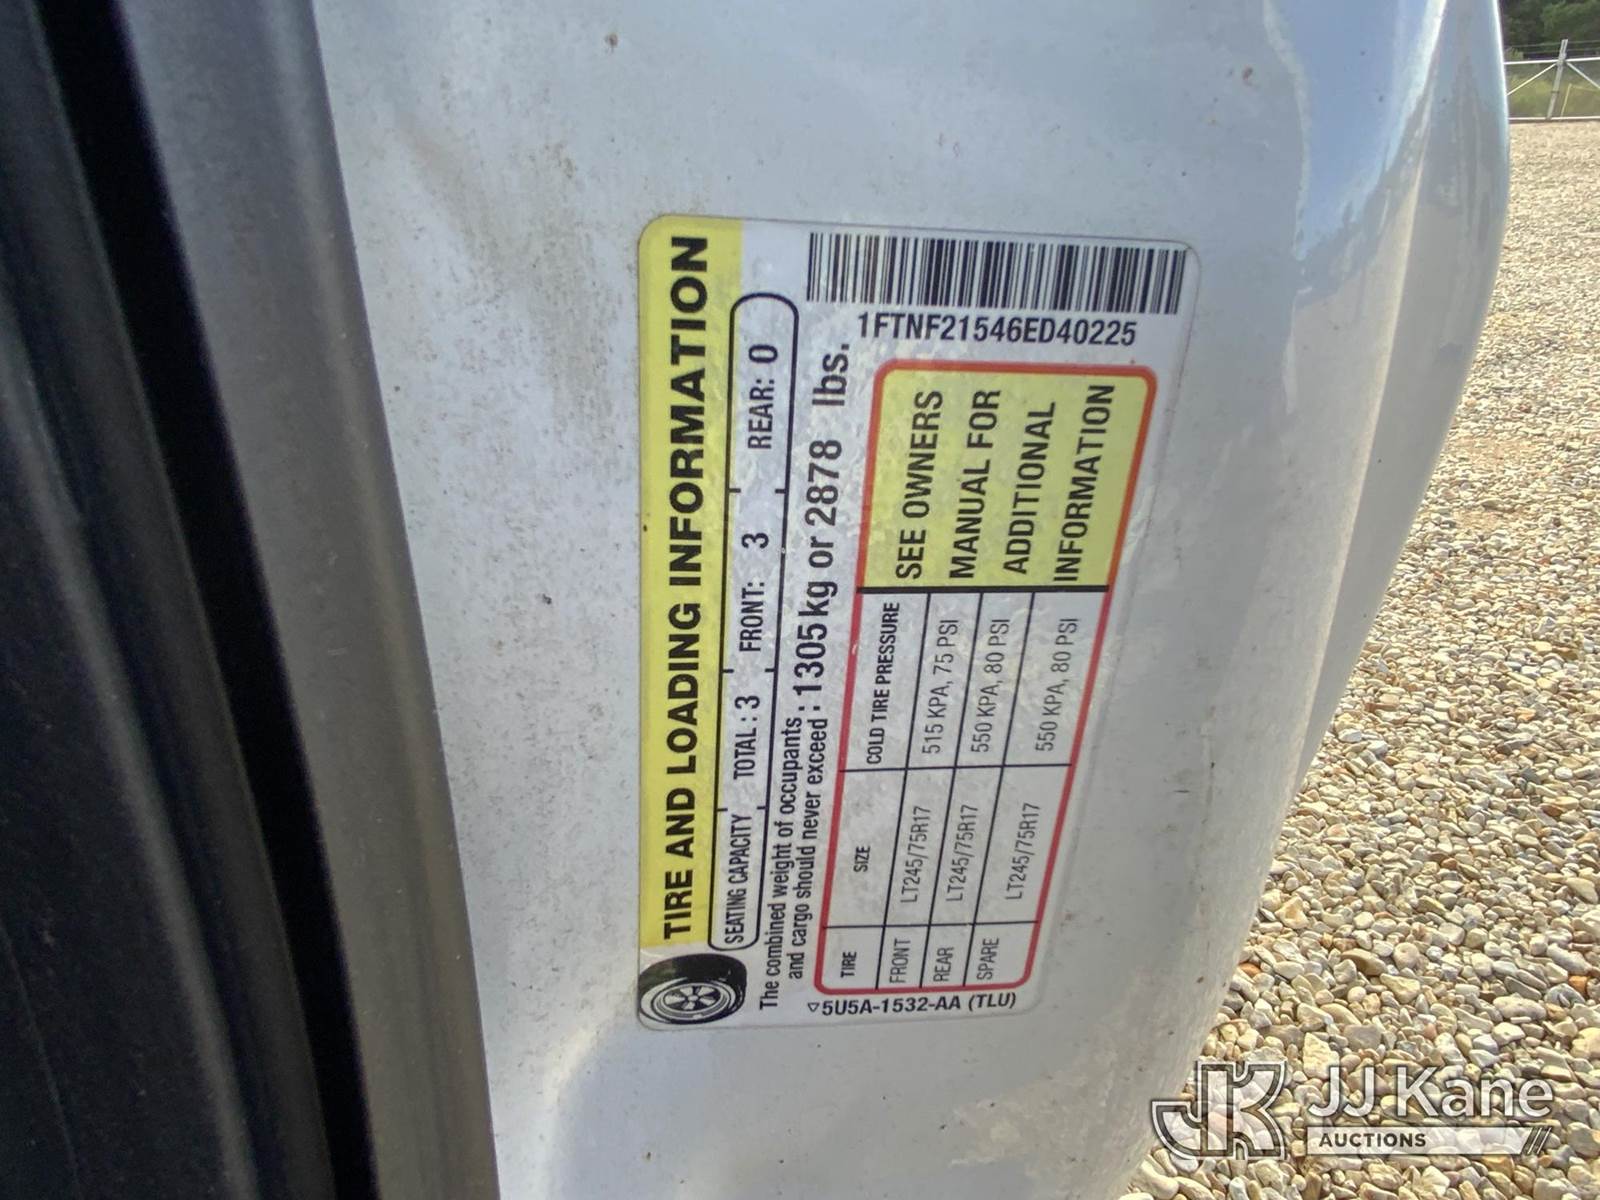 TIRE AND LOADING INFORMATION
SEATING CAPACITY TOTAL: 3 FRONT: 3 REAR: 0
The combined weight of occupants
and cargo should never exceed : 1305 kg or 2878 lbs.
TIRE SIZE COLD TIRE PRESSURE
FRONT LT245/75R17 515 KPA, 75 PSI
REAR LT245/75R17 550 KPA, 80 PSI
SPARE LT245/75R17 550 KPA, 80 PSI
SEE OWNERS
MANUAL FOR
ADDITIONAL
INFORMATION
5U5A-1532-AA (TLU)
1FTNF21546ED40225
JK JJ Kane
AUCTIONS